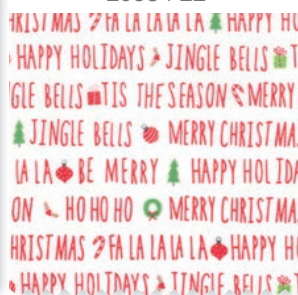 HRISTMAS FA LA LA LA LA HAPPY HO
HAPPY HOLIDAYS JINGLE BELLS
GLE BELLS TIS THE SEASON MERRY
JINGLE BELLS MERRY CHRISTMA
LA LA BE MERRY HAPPY HOLIDA
ON HO HO HO MERRY CHRISTMA
HRISTMAS FA LA LA LA LA HAPPY H
HAPPY HOLIDAYS JINGLE BELLS